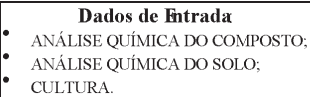 Dados de Entrada:
• ANÁLISE QUÍMICA DO COMPOSTO;
• ANÁLISE QUÍMICA DO SOLO;
• CULTURA.